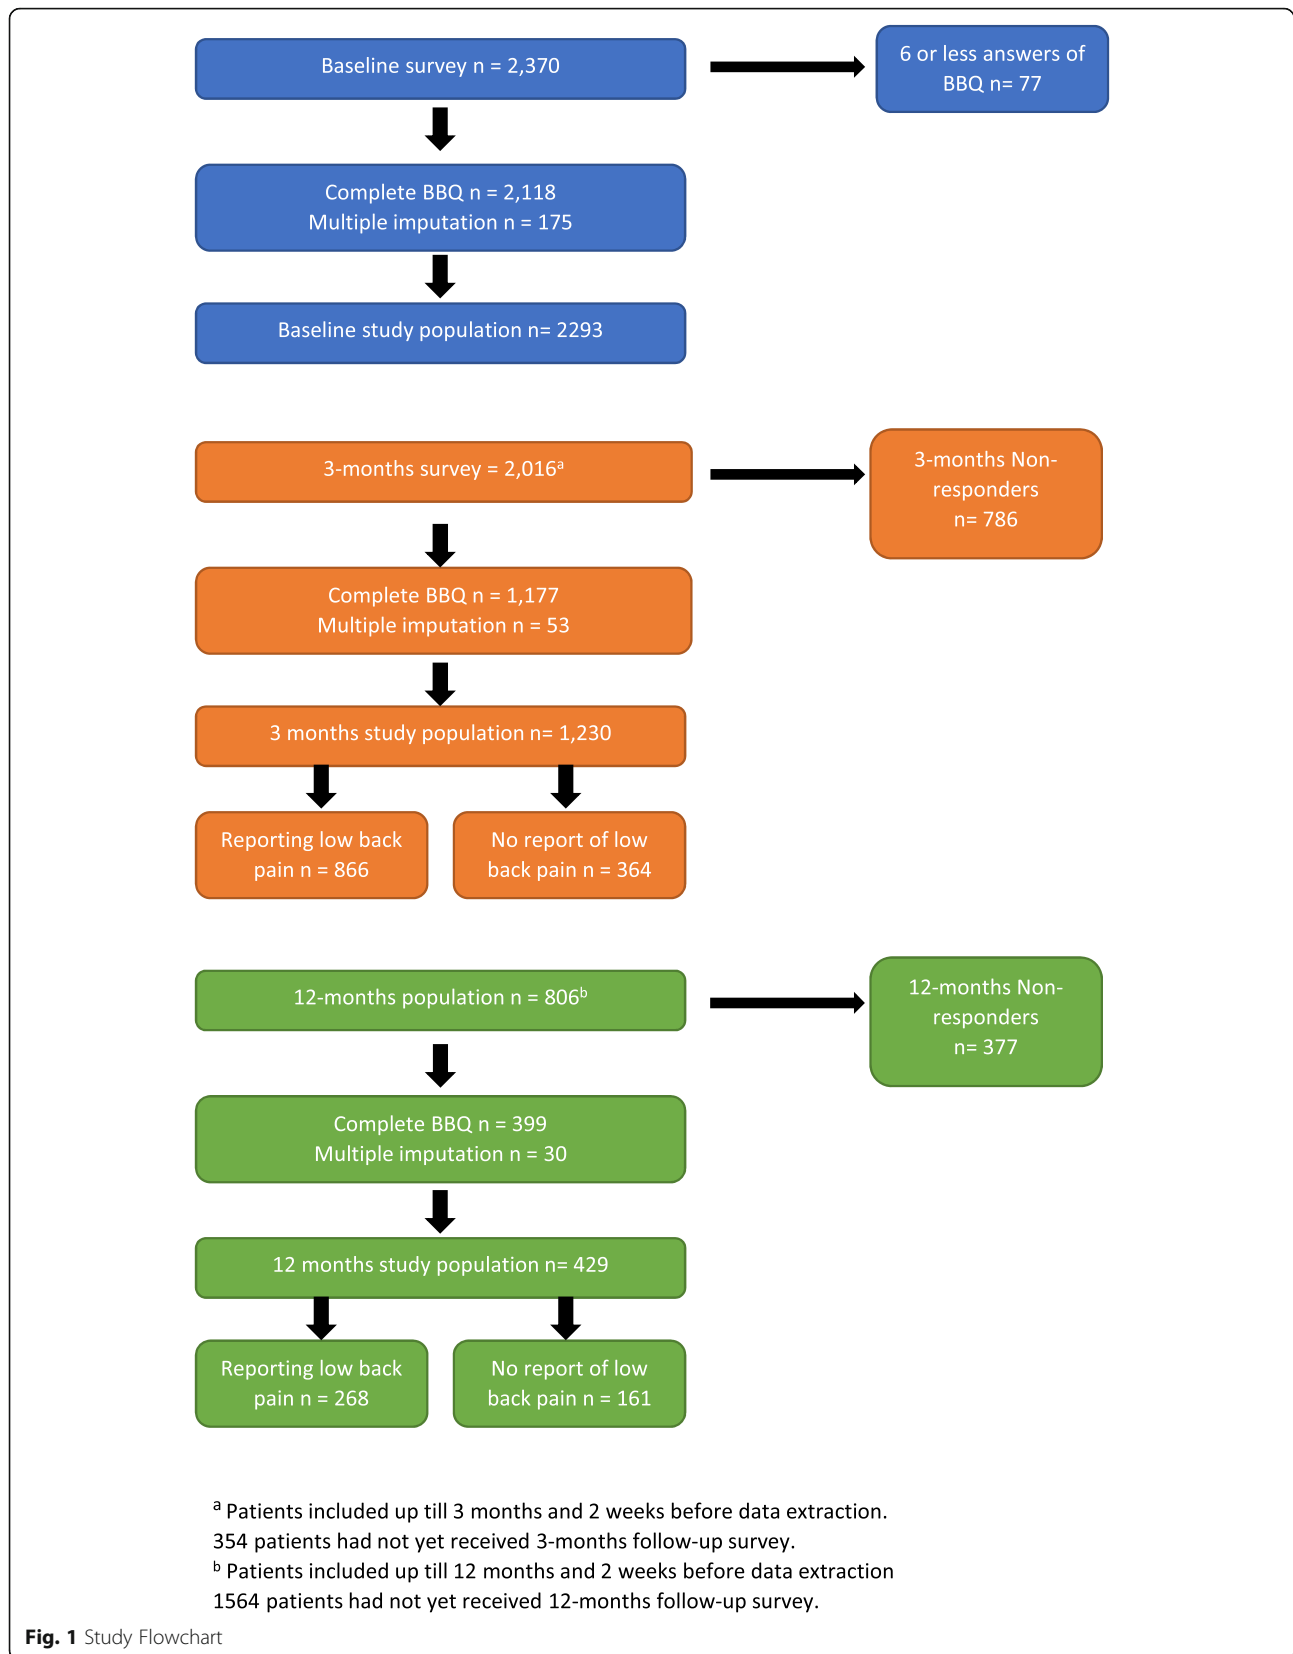 Baseline survey n = 2,370
6 or less answers of
BBQ n= 77
Complete BBQ n = 2,118
Multiple imputation n = 175
Baseline study population n= 2293
3-months survey = 2,016ᵃ
3-months Non-
responders
n= 786
Complete BBQ n = 1,177
Multiple imputation n = 53
3 months study population n= 1,230
Reporting low back
pain n = 866
No report of low
back pain n = 364
12-months population n = 806ᵇ
12-months Non-
responders
n= 377
Complete BBQ n = 399
Multiple imputation n = 30
12 months study population n= 429
Reporting low back
pain n = 268
No report of low
back pain n = 161
ᵃ Patients included up till 3 months and 2 weeks before data extraction.
354 patients had not yet received 3-months follow-up survey.
ᵇ Patients included up till 12 months and 2 weeks before data extraction
1564 patients had not yet received 12-months follow-up survey.
Fig. 1 Study Flowchart